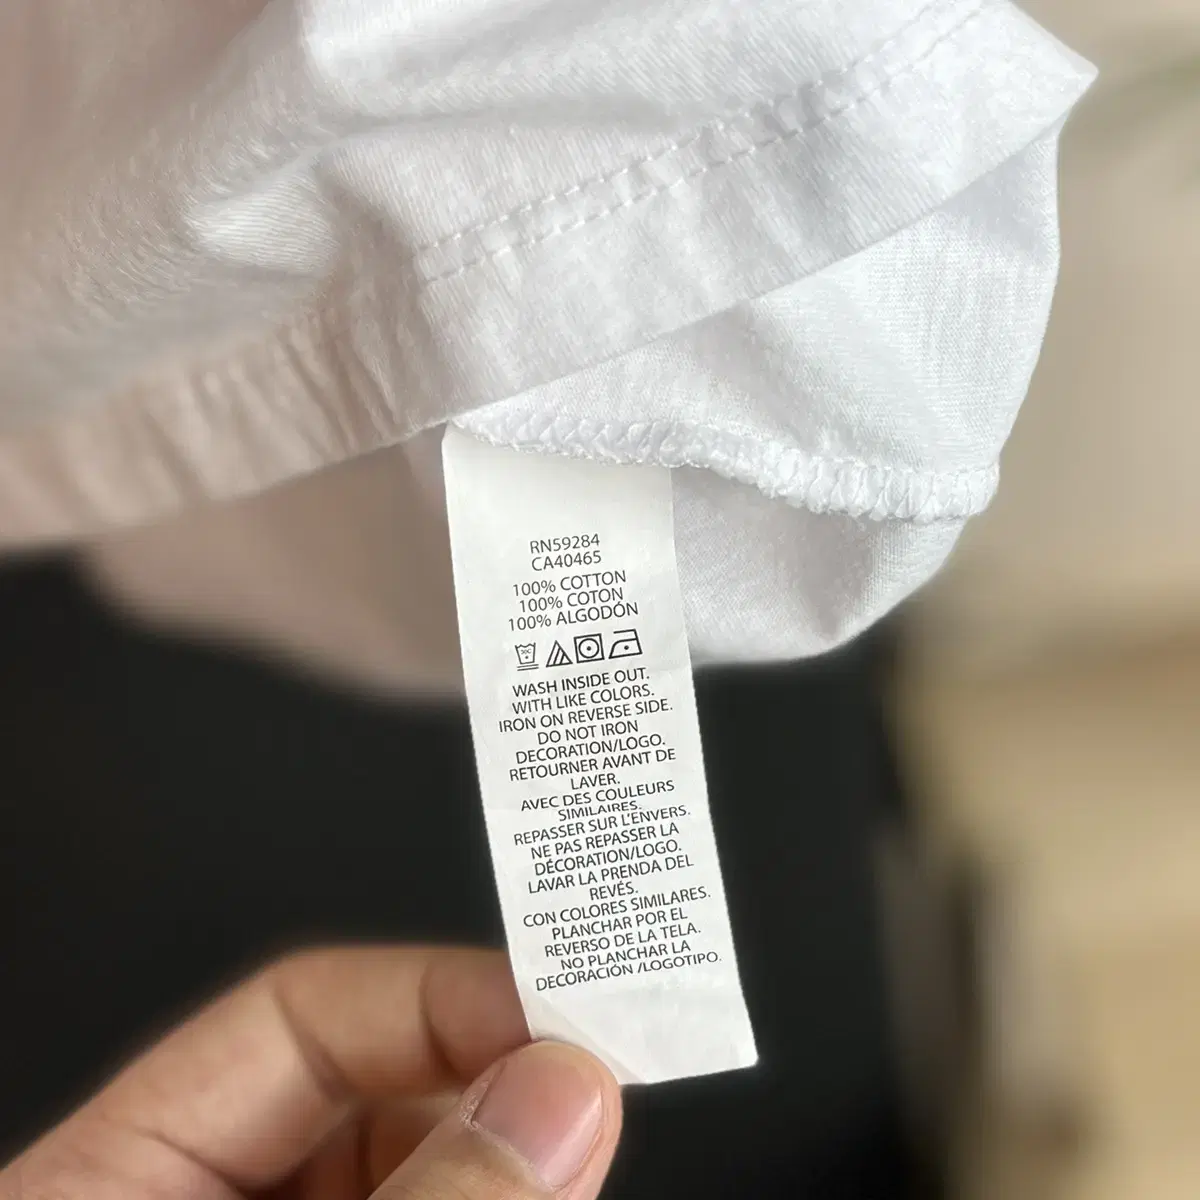 RN59284
CA40465
100% COTTON
100% COTON
100% ALGODÓN
WASH INSIDE OUT.
WITH LIKE COLORS.
IRON ON REVERSE SIDE.
DO NOT IRON
DECORATION/LOGO.
RETOURNER AVANT DE
LAVER.
AVEC DES COULEURS
SIMILAIRES.
REPASSER SUR L'ENVERS.
NE PAS REPASSER LA
DÉCORATION/LOGO.
LAVAR LA PRENDA DEL
REVÉS.
CON COLORES SIMILARES.
PLANCHAR POR EL
REVERSO DE LA TELA.
NO PLANCHAR LA
DECORACIÓN /LOGOTIPO.